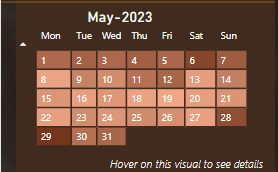 May-2023
Mon Tue Wed Thu Fri Sat Sun
1 2 3 4 5 6 7
8 9 10 11 12 13 14
15 16 17 18 19 20 21
22 23 24 25 26 27 28
29 30 31
Hover on this visual to see details